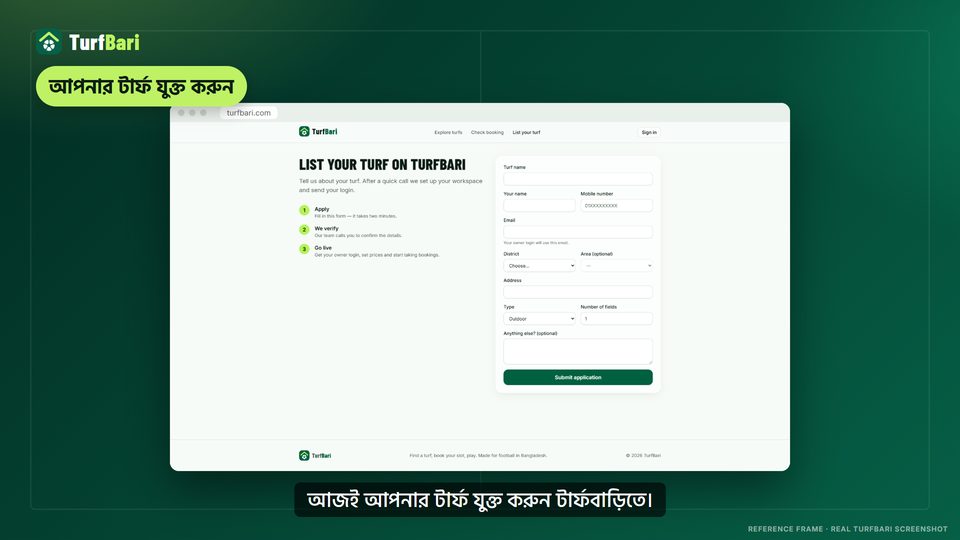 TurfBari
আপনার টার্ফ যুক্ত করুন
turfbari.com
TurfBari
Explore turfs
Check booking
List your turf
Sign in
LIST YOUR TURF ON TURFBARI
Tell us about your turf. After a quick call we set up your workspace
and send your login.
1
Apply
Fill in this form — it takes two minutes.
2
We verify
Our team calls you to confirm the details.
3
Go live
Get your owner login, set prices and start taking bookings.
Turf name
Your name
Mobile number
01XXXXXXXXX
Email
Your owner login will use this email.
District
Area (optional)
Choose...
—
Address
Type
Number of fields
Outdoor
1
Anything else? (optional)
Submit application
TurfBari
Find a turf, book your slot, play. Made for football in Bangladesh.
© 2026 TurfBari
আজই আপনার টার্ফ যুক্ত করুন টার্ফবাড়িতে।
REFERENCE FRAME · REAL TURFBARI SCREENSHOT